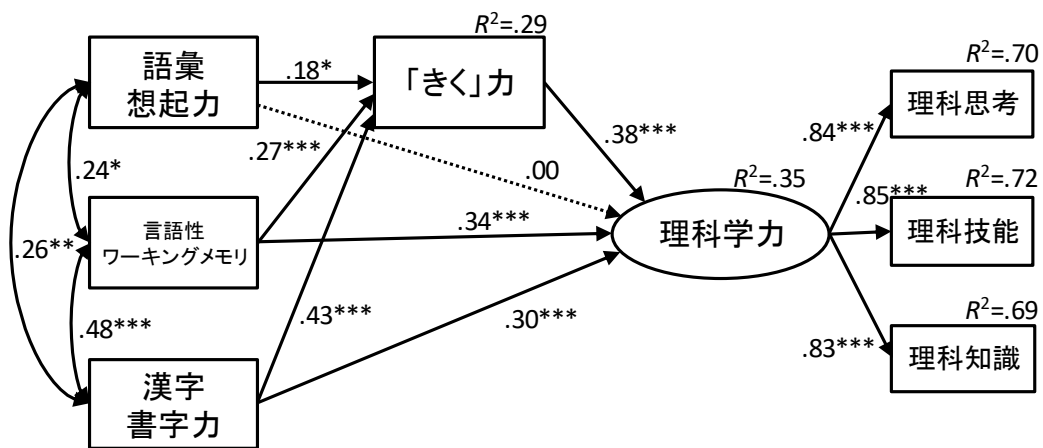 R²=.29
語彙
想起力
.18*
「きく」力
R²=.70
理科思考
.84***
.38***
.27***
.24*
.00
R²=.35
.85***
R²=.72
言語性
ワーキングメモリ
.34***
理科学力
理科技能
.26**
.48***
.43***
.30***
R²=.69
.83***
理科知識
漢字
書字力